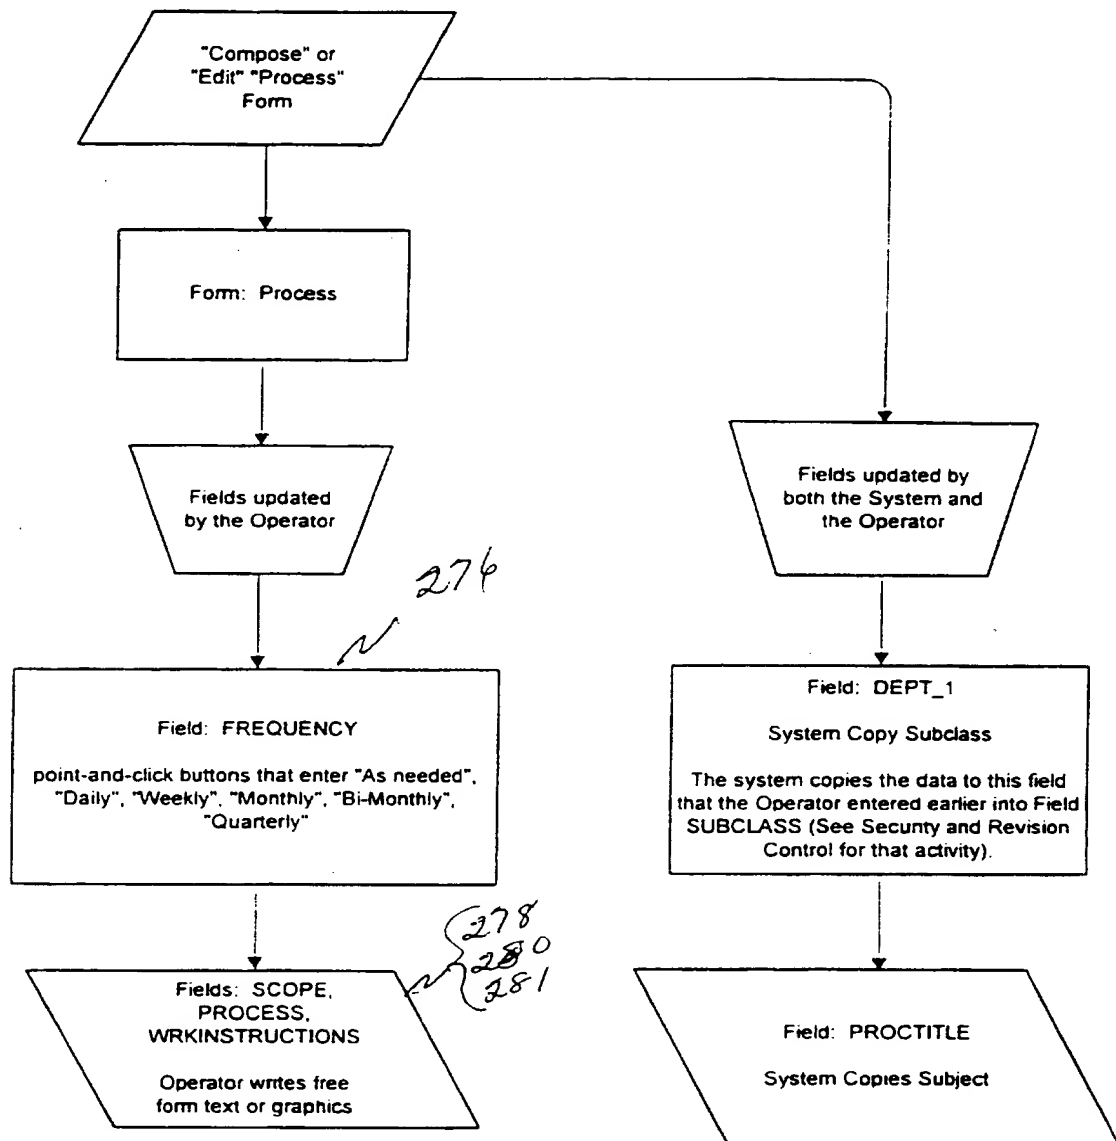 "Compose" or
"Edit" "Process"
Form
Form: Process
Fields updated
by the Operator
Fields updated by
both the System and
the Operator
276
Field: FREQUENCY
point-and-click buttons that enter "As needed",
"Daily", "Weekly", "Monthly", "Bi-Monthly",
"Quarterly"
Field: DEPT_1
System Copy Subclass
The system copies the data to this field
that the Operator entered earlier into Field
SUBCLASS (See Security and Revision
Control for that activity).
278
280
281
Fields: SCOPE,
PROCESS,
WRKINSTRUCTIONS
Operator writes free
form text or graphics
Field: PROCTITLE
System Copies Subject